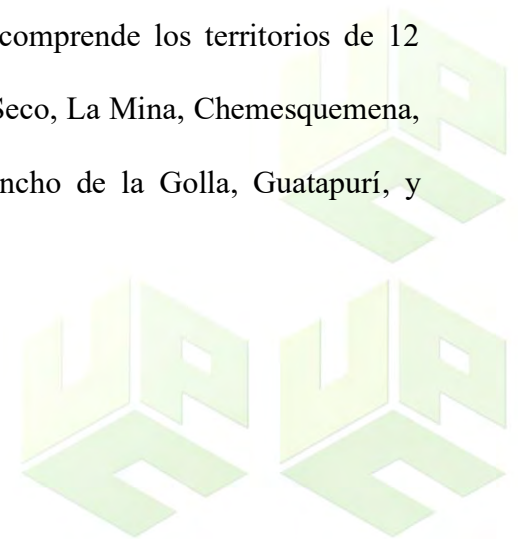 comprende los territorios de 12
Seco, La Mina, Chemesquemena,
ncho de la Golla, Guatapurí, y